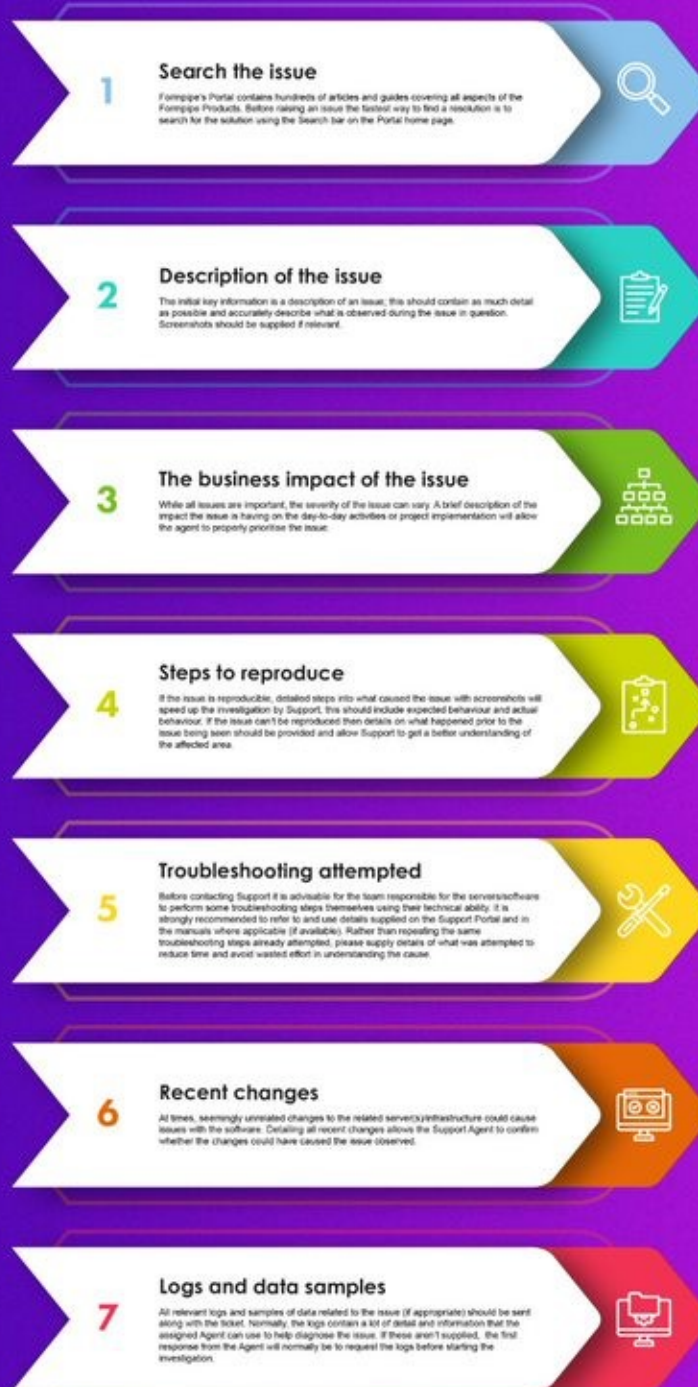 1
Search the issue
Formpipe's Portal contains hundreds of articles and guides covering all aspects of the
Formpipe Products. Before raising an issue the fastest way to find a resolution is to
search for the solution using the Search bar on the Portal home page.
2
Description of the issue
The initial key information is a description of an issue; this should contain as much detail
as possible and accurately describe what is observed during the issue in question.
Screenshots should be supplied if relevant.
3
The business impact of the issue
While all issues are important, the severity of the issue can vary. A brief description of the
impact the issue is having on the day-to-day activities or project implementation will allow
the agent to properly prioritise the issue.
4
Steps to reproduce
If the issue is reproducible, detailed steps into what caused the issue with screenshots will
speed up the investigation by Support, this should include expected behaviour and actual
behaviour. If the issue can't be reproduced then details on what happened prior to the
issue being seen should be provided and allow Support to get a better understanding of
the affected area.
5
Troubleshooting attempted
Before contacting Support it is advisable for the team responsible for the servers/software
to perform some troubleshooting steps themselves using their technical ability. It is
strongly recommended to refer to and use details supplied on the Support Portal and in
the manuals where applicable (if available). Rather than repeating the same
troubleshooting steps already attempted, please supply details of what was attempted to
reduce time and avoid wasted effort in understanding the cause.
6
Recent changes
At times, seemingly unrelated changes to the related server(s)/infrastructure could cause
issues with the software. Detailing all recent changes allows the Support Agent to confirm
whether the changes could have caused the issue observed.
7
Logs and data samples
All relevant logs and samples of data related to the issue (if appropriate) should be sent
along with the ticket. Normally, the logs contain a lot of detail and information that the
assigned Agent can use to help diagnose the issue. If these aren't supplied, the first
response from the Agent will normally be to request the logs before starting the
investigation.